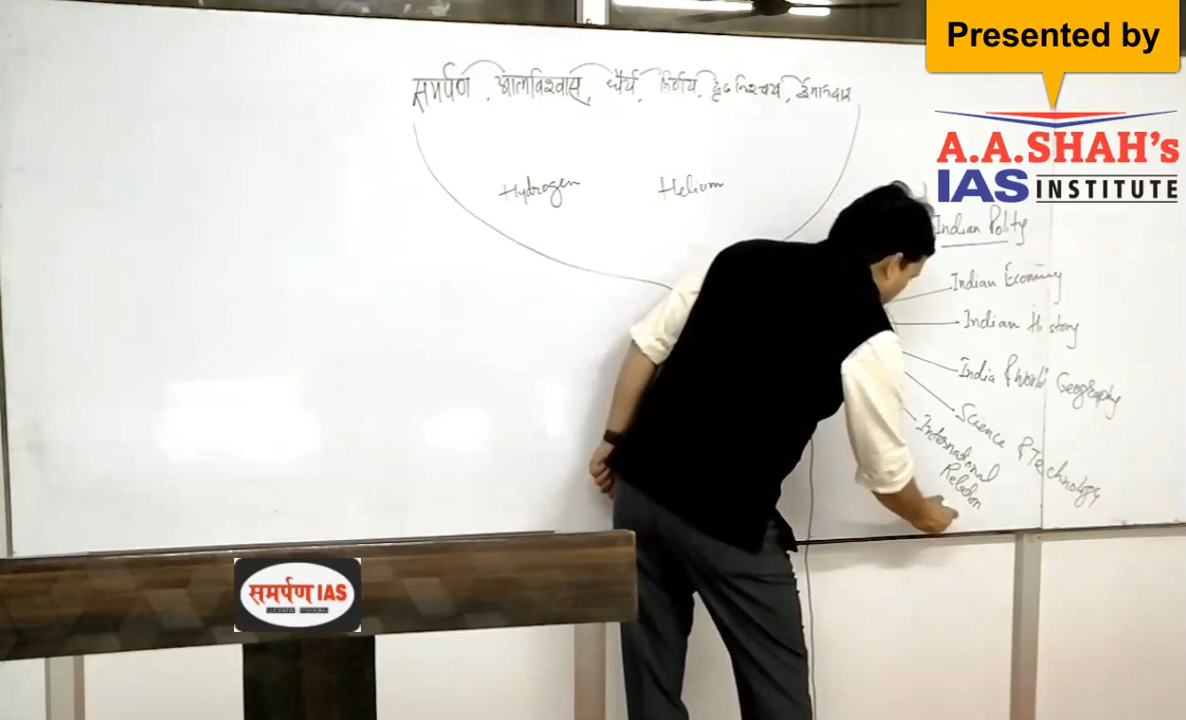 Presented by
A.A.SHAH's
IAS INSTITUTE
समर्पण, आत्मविश्वास, धैर्य, निर्णय, दृढ निश्चय, ईमानदार
Hydrogen Helium
Indian Polity
Indian Economy
Indian History
India & World Geography
Science & Technology
International
Relation
समर्पण IAS